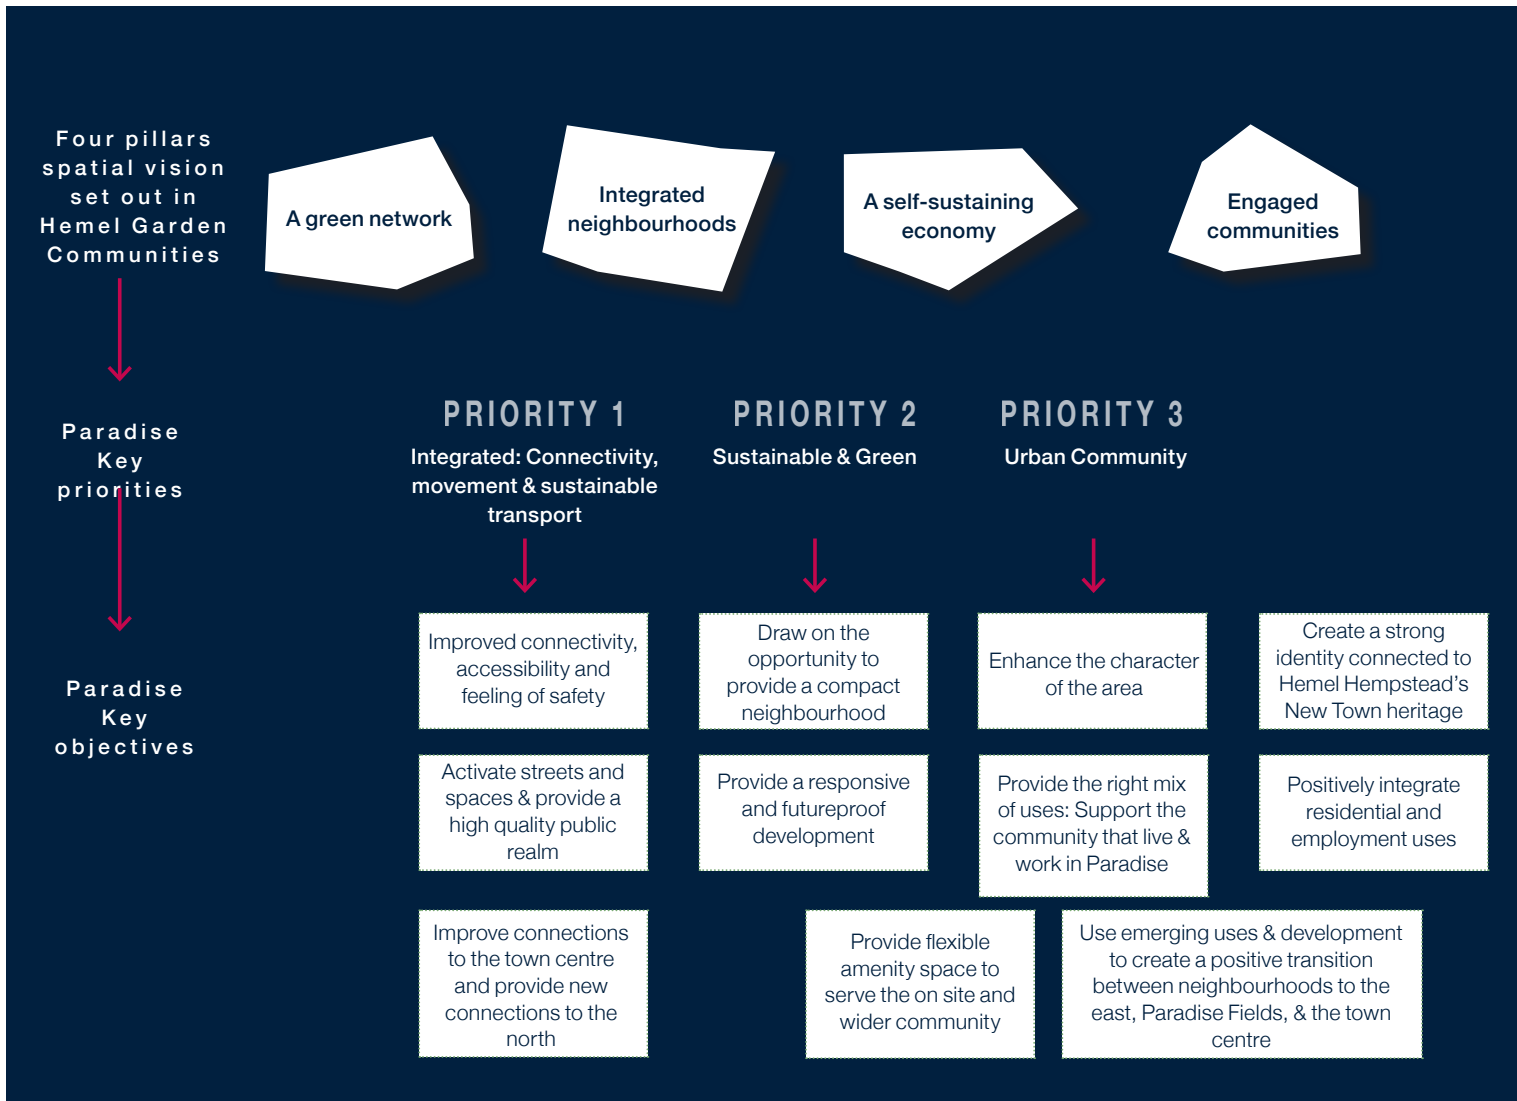 Four pillars
spatial vision
set out in
Hemel Garden
Communities
A green network
Integrated
neighbourhoods
A self-sustaining
economy
Engaged
communities
Paradise
Key
priorities
PRIORITY 1
Integrated: Connectivity,
movement & sustainable
transport
PRIORITY 2
Sustainable & Green
PRIORITY 3
Urban Community
Paradise
Key
objectives
Improved connectivity,
accessibility and
feeling of safety
Draw on the
opportunity to
provide a compact
neighbourhood
Enhance the character
of the area
Create a strong
identity connected to
Hemel Hempstead's
New Town heritage
Activate streets and
spaces & provide a
high quality public
realm
Provide a responsive
and futureproof
development
Provide the right mix
of uses: Support the
community that live &
work in Paradise
Positively integrate
residential and
employment uses
Improve connections
to the town centre
and provide new
connections to the
north
Provide flexible
amenity space to
serve the on site and
wider community
Use emerging uses & development
to create a positive transition
between neighbourhoods to the
east, Paradise Fields, & the town
centre